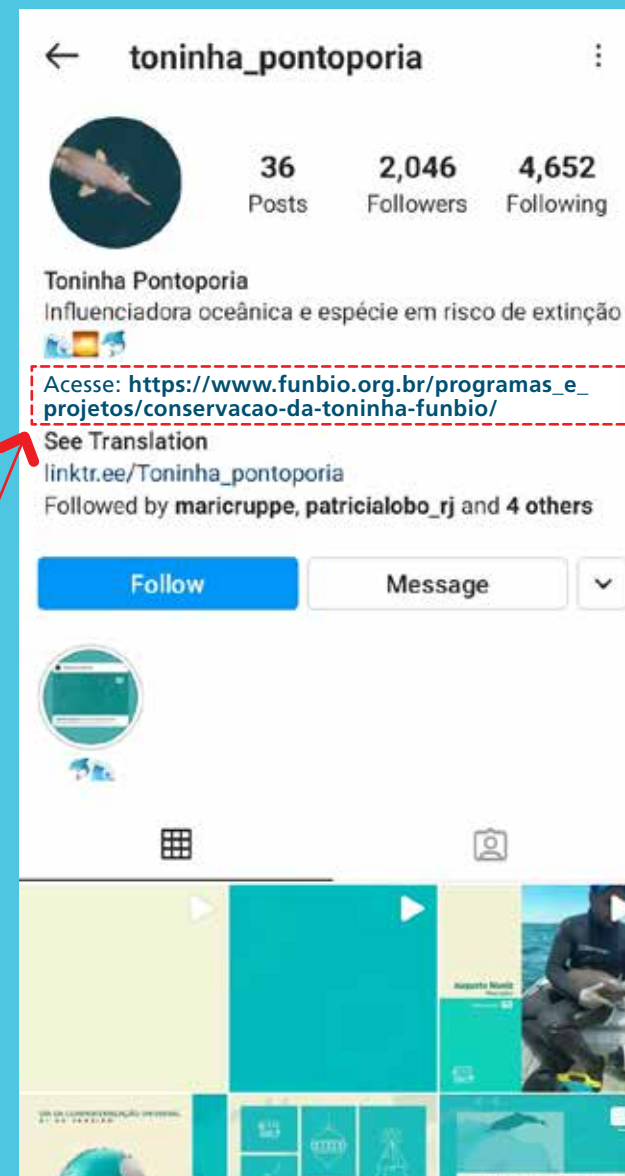 toninha_pontoporia
36 2,046 4,652
Posts Followers Following
Toninha Pontoporia
Influenciadora oceânica e espécie em risco de extinção
Acesse: https://www.funbio.org.br/programas_e_
projetos/conservacao-da-toninha-funbio/
See Translation
linktr.ee/Toninha_pontoporia
Followed by maricruppe, patricialobo_rj and 4 others
Follow Message